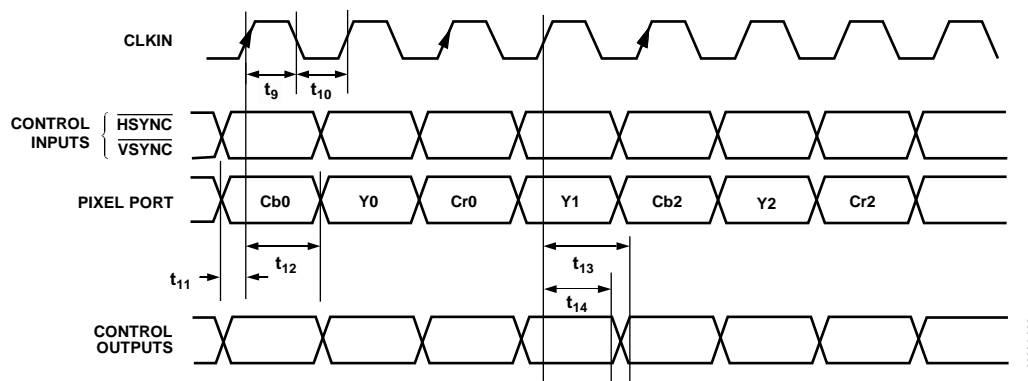 CLKIN
t9
t10
CONTROL INPUTS
HSYNC
VSYNC
PIXEL PORT
Cb0 Y0 Cr0 Y1 Cb2 Y2 Cr2
t12
t13
t11
t14
CONTROL OUTPUTS